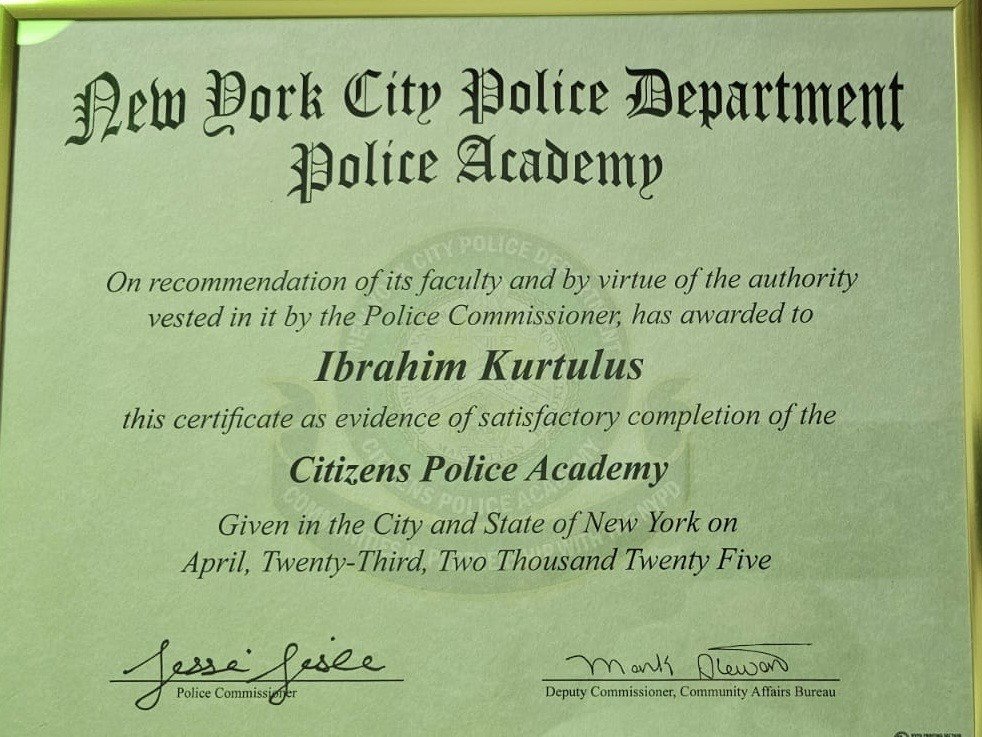 New York City Police Department
Police Academy
On recommendation of its faculty and by virtue of the authority
vested in it by the Police Commissioner, has awarded to
Ibrahim Kurtulus
this certificate as evidence of satisfactory completion of the
Citizens Police Academy
Given in the City and State of New York on
April, Twenty-Third, Two Thousand Twenty Five
Police Commissioner
Mark Stewart
Deputy Commissioner, Community Affairs Bureau